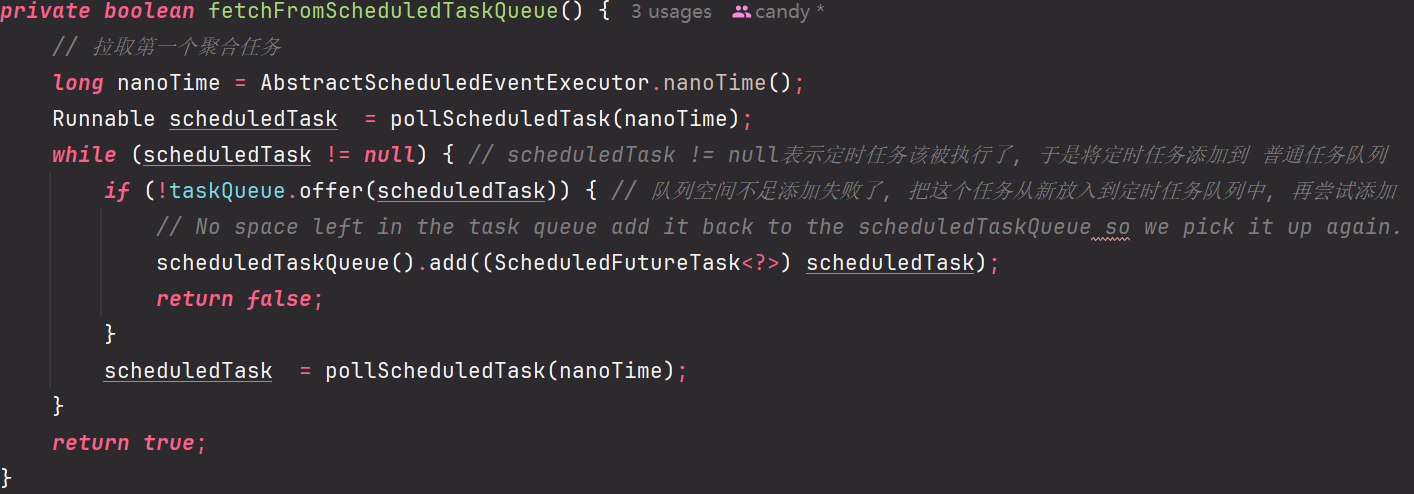 private boolean fetchFromScheduledTaskQueue() { 3 usages candy *
// 拉取第一个聚合任务
long nanoTime = AbstractScheduledEventExecutor.nanoTime();
Runnable scheduledTask  = pollScheduledTask(nanoTime);
while (scheduledTask != null) { // scheduledTask != null表示定时任务该被执行了, 于是将定时任务添加到 普通任务队列
if (!taskQueue.offer(scheduledTask)) { // 队列空间不足添加失败了, 把这个任务从新放入到定时任务队列中, 再尝试添加
// No space left in the task queue add it back to the scheduledTaskQueue so we pick it up again.
scheduledTaskQueue().add((ScheduledFutureTask<?>) scheduledTask);
return false;
}
scheduledTask  = pollScheduledTask(nanoTime);
}
return true;
}